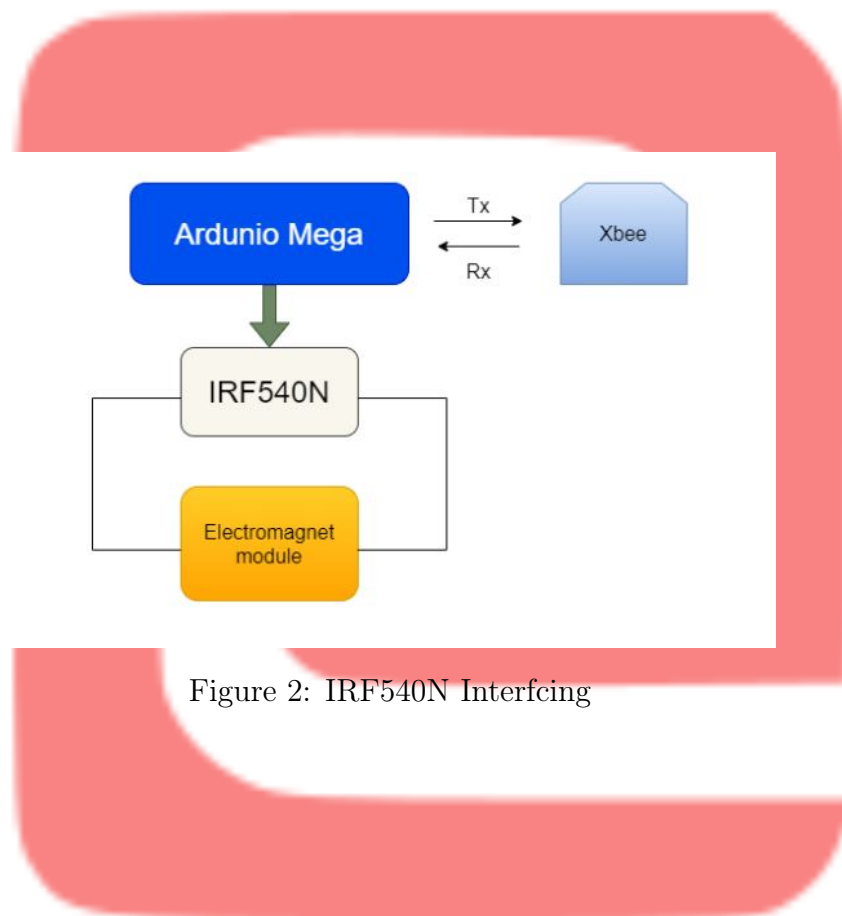 Ardunio Mega
Tx
Rx
Xbee
IRF540N
Electromagnet
module
Figure 2: IRF540N Interfcing